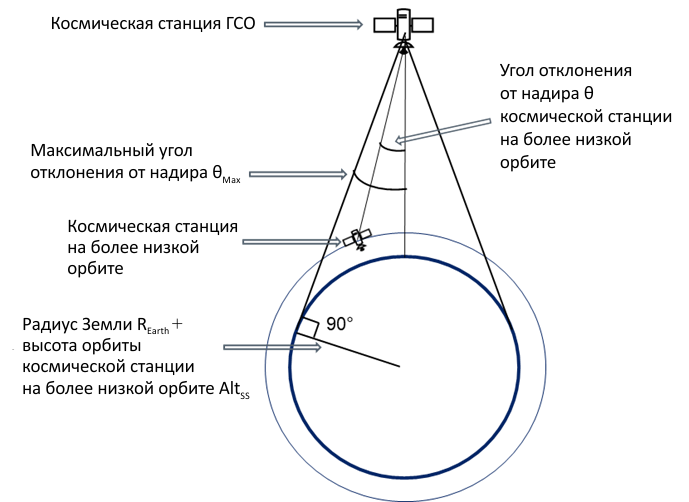 Космическая станция ГСО
Угол отклонения
от надира θ
космической станции
на более низкой
орбите
Максимальный угол
отклонения от надира θMax
Космическая станция
на более низкой
орбите
Радиус Земли REarth+
высота орбиты
космической станции
на более низкой орбите AltSS
90°